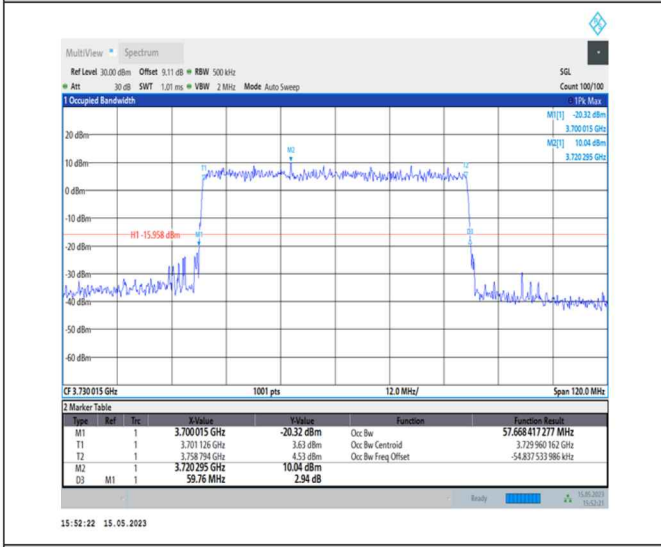 MultiView Spectrum
Ref Level 30.00 dBm Offset 9.11 dB RBW 500 kHz SGL
Att 30 dB SWT 1.01 ms VBW 2 MHz Mode Auto Sweep Count 100/100
1 Occupied Bandwidth 1Pk Max
M1[1] -20.32 dBm
3.700 015 GHz
M2[1] 10.04 dBm
3.720 295 GHz
20 dBm
M2
10 dBm
T1 T2
0 dBm
-10 dBm
H1 -15.958 dBm M1 D3
-20 dBm
-30 dBm
-40 dBm
-50 dBm
-60 dBm
CF 3.730 015 GHz 1001 pts 12.0 MHz/ Span 120.0 MHz
2 Marker Table
Type Ref Trc X-Value Y-Value Function Function Result
M1 1 3.700 015 GHz -20.32 dBm Occ Bw 57.668 417 277 MHz
T1 1 3.701 126 GHz 3.63 dBm Occ Bw Centroid 3.729 960 162 GHz
T2 1 3.758 794 GHz 4.53 dBm Occ Bw Freq Offset -54.837 533 986 kHz
M2 1 3.720 295 GHz 10.04 dBm
D3 M1 1 59.76 MHz 2.94 dB
Ready 15.05.2023
15:52:21
15:52:22 15.05.2023